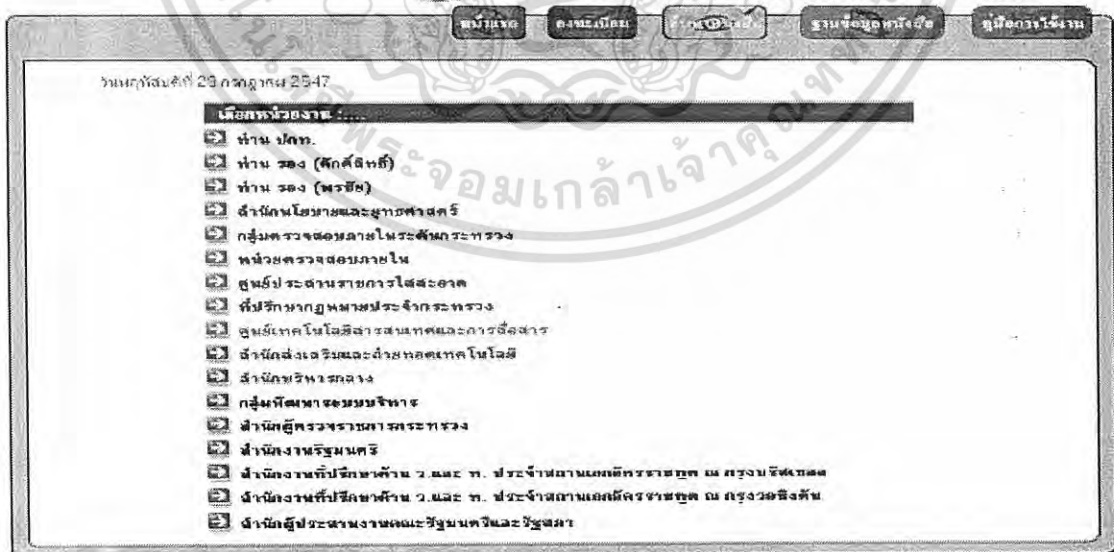 หน้าแรก ลงทะเบียน ฐานข้อมูลหนังสือ คู่มือการใช้งาน
วันพฤหัสบดีที่ 29 กรกฎาคม 2547
เลือกหน่วยงาน :....
ท่าน ปกท.
ท่าน รอง (ศักดิ์สิทธิ์)
ท่าน รอง (พรชัย)
สำนักนโยบายและยุทธศาสตร์
กลุ่มตรวจสอบภายในระดับกระทรวง
หน่วยตรวจสอบภายใน
ศูนย์ประสานราชการใสสะอาด
ที่ปรึกษากฎหมายประจำกระทรวง
ศูนย์เทคโนโลยีสารสนเทศและการสื่อสาร
สำนักส่งเสริมและถ่ายทอดเทคโนโลยี
สำนักบริหารกลาง
กลุ่มพัฒนาระบบบริหาร
สำนักผู้ตรวจราชการกระทรวง
สำนักงานรัฐมนตรี
สำนักงานที่ปรึกษาด้าน ว.และ ท. ประจำสถานเอกอัครราชทูต ณ กรุงบรัสเซลส์
สำนักงานที่ปรึกษาด้าน ว.และ ท. ประจำสถานเอกอัครราชทูต ณ กรุงวอชิงตัน
สำนักผู้ประสานงานคณะรัฐมนตรีและรัฐสภา
พระจอมเกล้าเจ้าคุณท